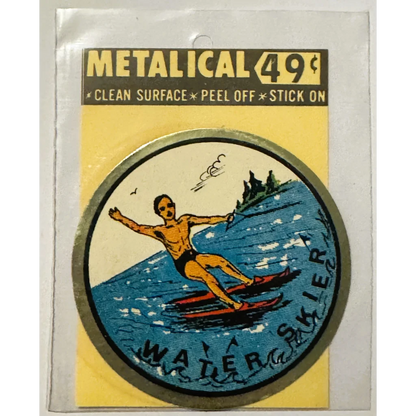 METALICAL 49¢
*CLEAN SURFACE* PEEL OFF *STICK ON
WATER SKIER